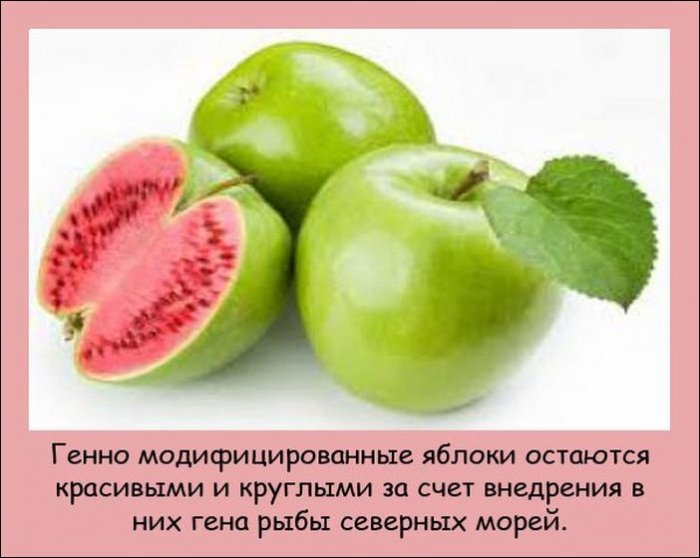 Генно модифицированные яблоки остаются
красивыми и круглыми за счет внедрения в
них гена рыбы северных морей.